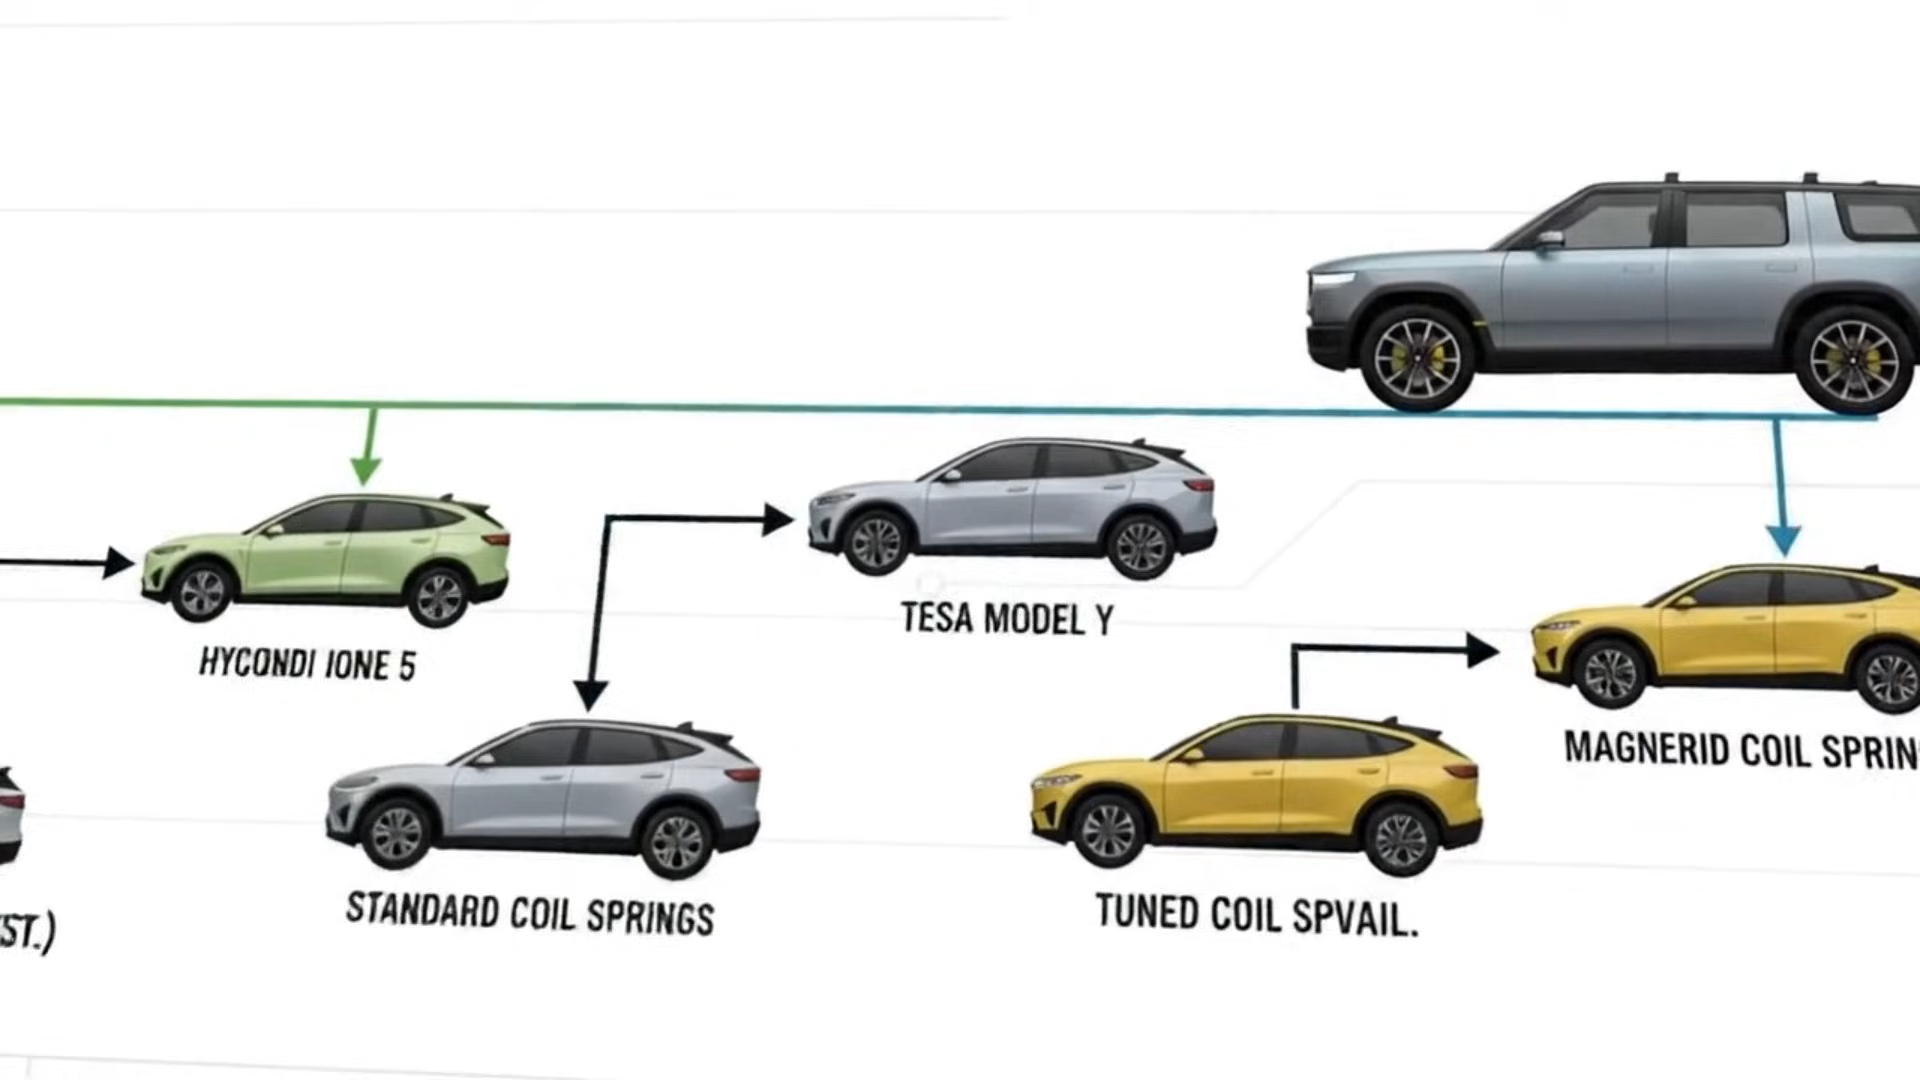 TESA MODEL Y
HYCONDI IONE 5
MAGNERID COIL SPRIN
STANDARD COIL SPRINGS
TUNED COIL SPVAIL.
ST.)